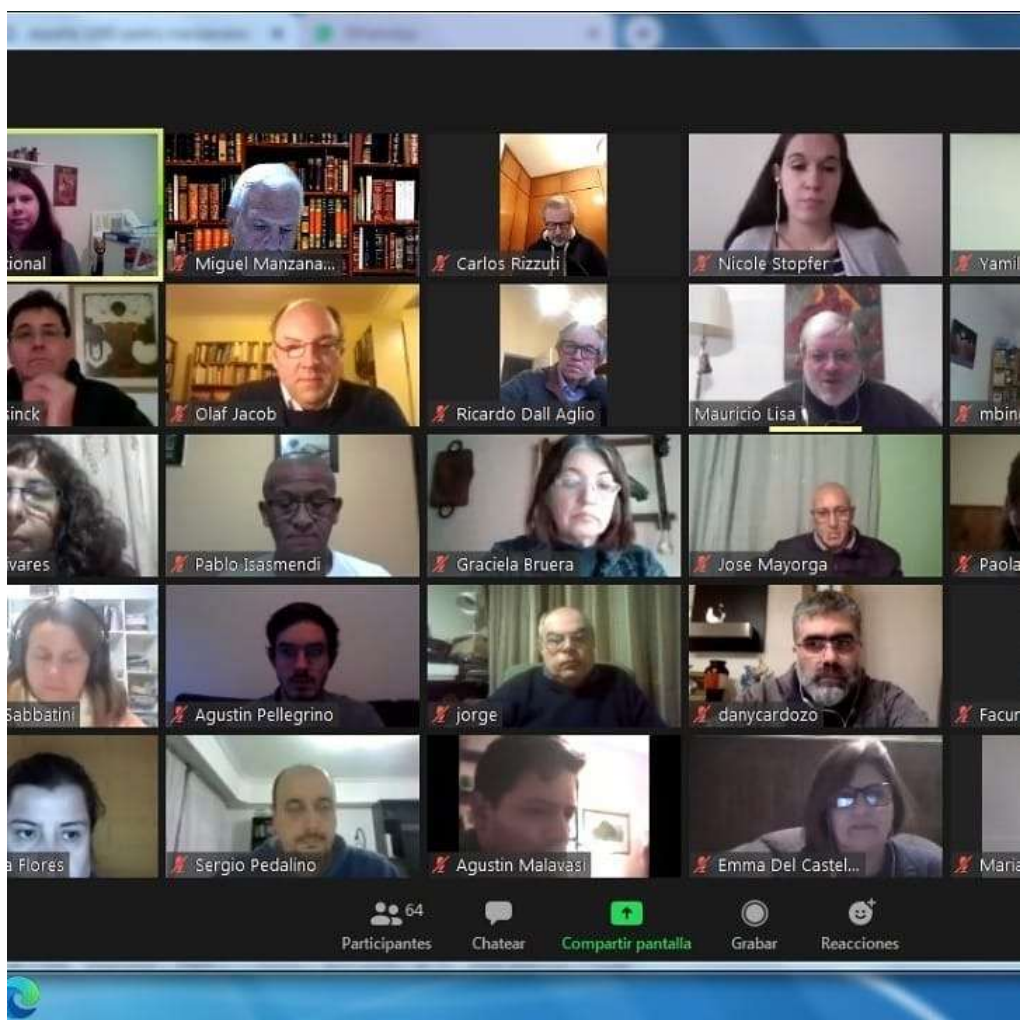 ional
Miguel Manzana...
Carlos Rizzuti
Nicole Stopfer
Yamil
sinck
Olaf Jacob
Ricardo Dall Aglio
Mauricio Lisa
mbin
vares
Pablo Isasmendi
Graciela Bruera
Jose Mayorga
Paola
Sabbatini
Agustin Pellegrino
jorge
danycardozo
Facun
a Flores
Sergio Pedalino
Agustin Malavasi
Emma Del Castel...
Maria
64
Participantes
Chatear
Compartir pantalla
Grabar
Reacciones